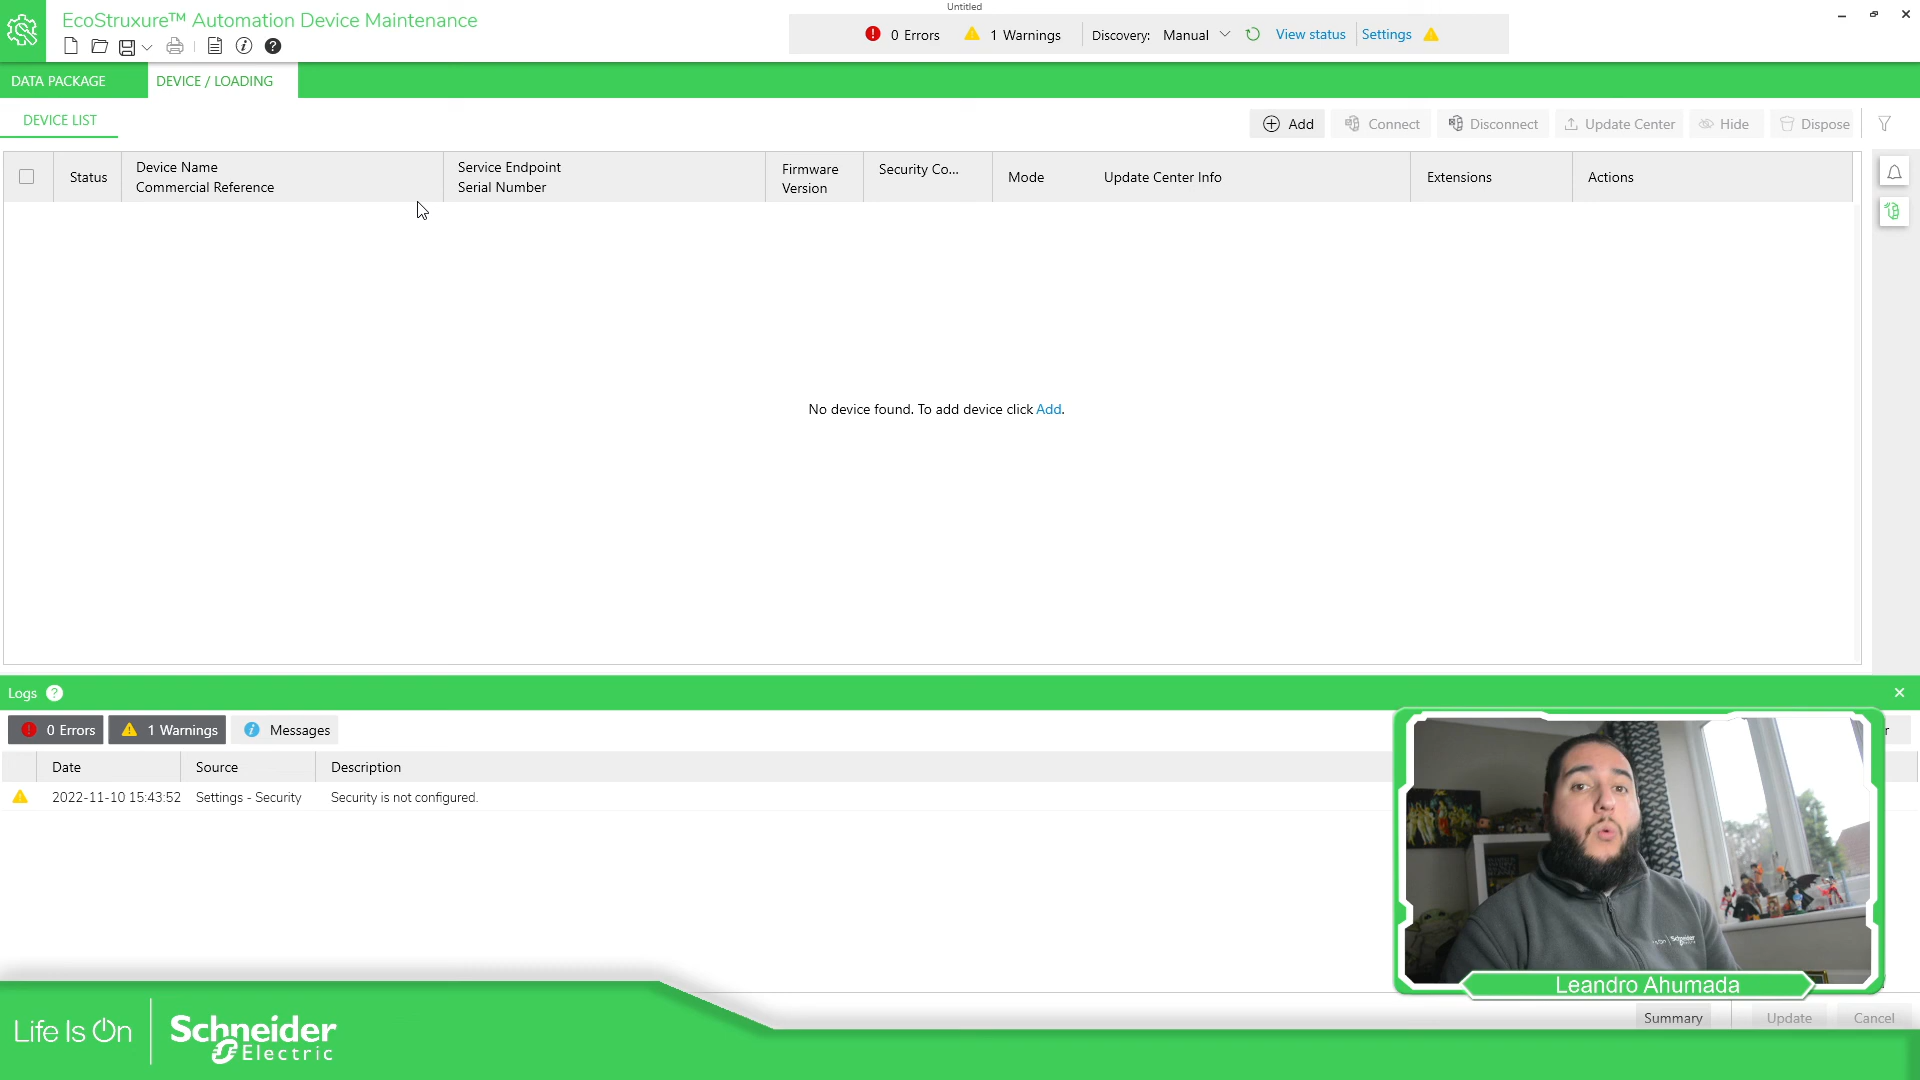 Untitled
EcoStruxure™ Automation Device Maintenance
0 Errors
1 Warnings
Discovery: Manual
View status
Settings
DATA PACKAGE
DEVICE / LOADING
DEVICE LIST
Add
Connect
Disconnect
Update Center
Hide
Dispose
Status
Device Name
Commercial Reference
Service Endpoint
Serial Number
Firmware
Version
Security Co...
Mode
Update Center Info
Extensions
Actions
No device found. To add device click Add.
Logs ?
0 Errors
1 Warnings
Messages
Date
Source
Description
2022-11-10 15:43:52
Settings - Security
Security is not configured.
Leandro Ahumada
Summary
Update
Cancel
Life Is On
Schneider
Electric